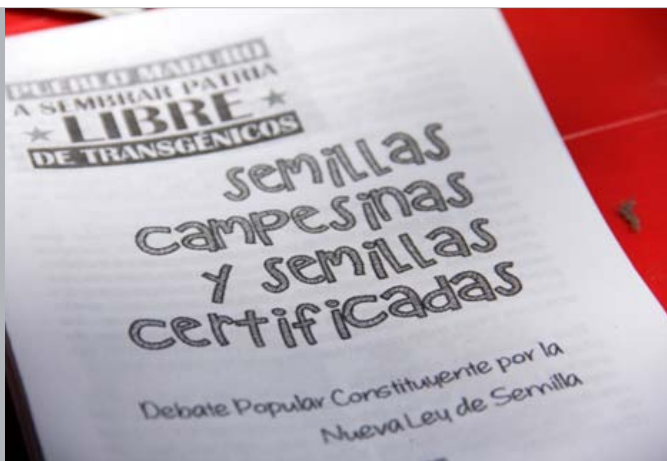 PUEBLO MADURO
A SEMBRAR PATRIA
LIBRE
DE TRANSGÉNICOS
semillas
campesinas
y semillas
certificadas
Debate Popular Constituyente por la
Nueva Ley de Semilla